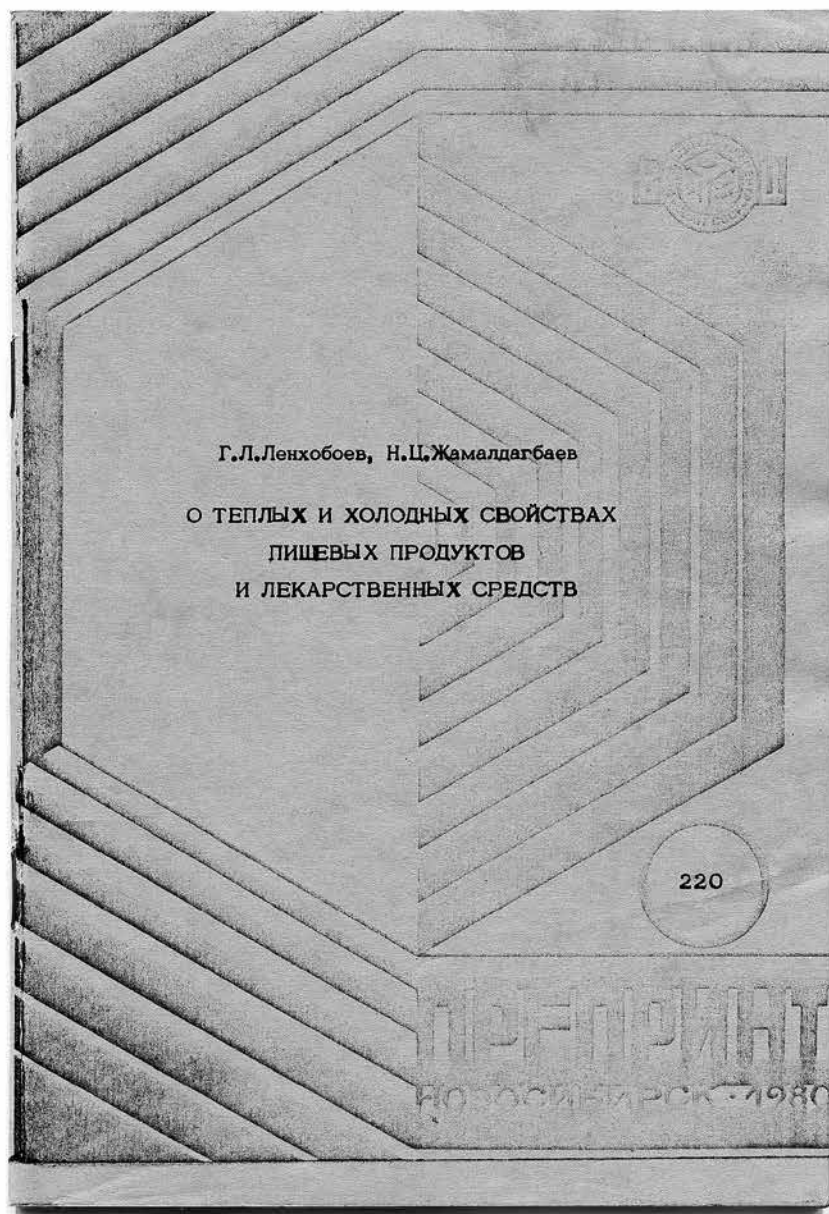 Г.Л.Ленхобоев, Н.Ц.Жамалдагбаев
О ТЕПЛЫХ И ХОЛОДНЫХ СВОЙСТВАХ
ПИЩЕВЫХ ПРОДУКТОВ
И ЛЕКАРСТВЕННЫХ СРЕДСТВ
220
ПРЕПРИНТ
НОВОСИБИРСК · 1980